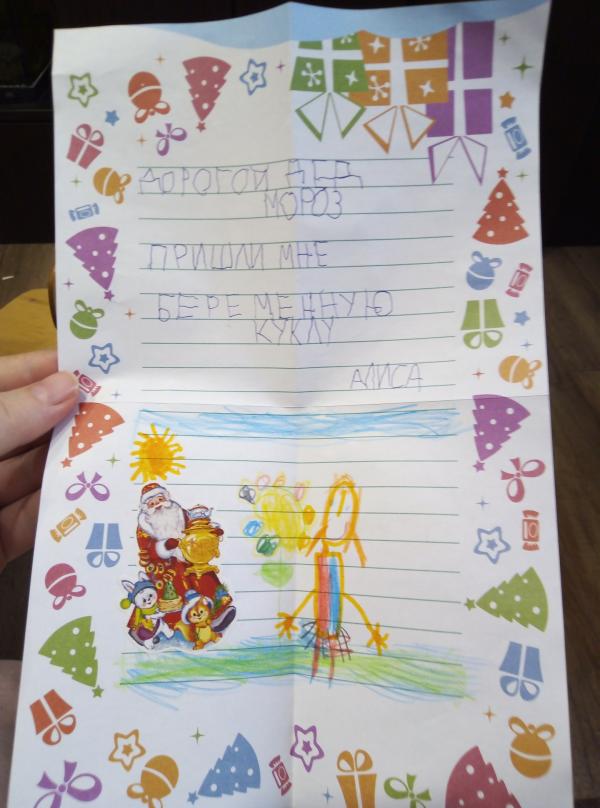 ДОРОГОЙ ДЕД
МОРОЗ
ПРИШЛИ МНЕ
БЕРЕМЕННУЮ
КУКЛУ
АЛИСА